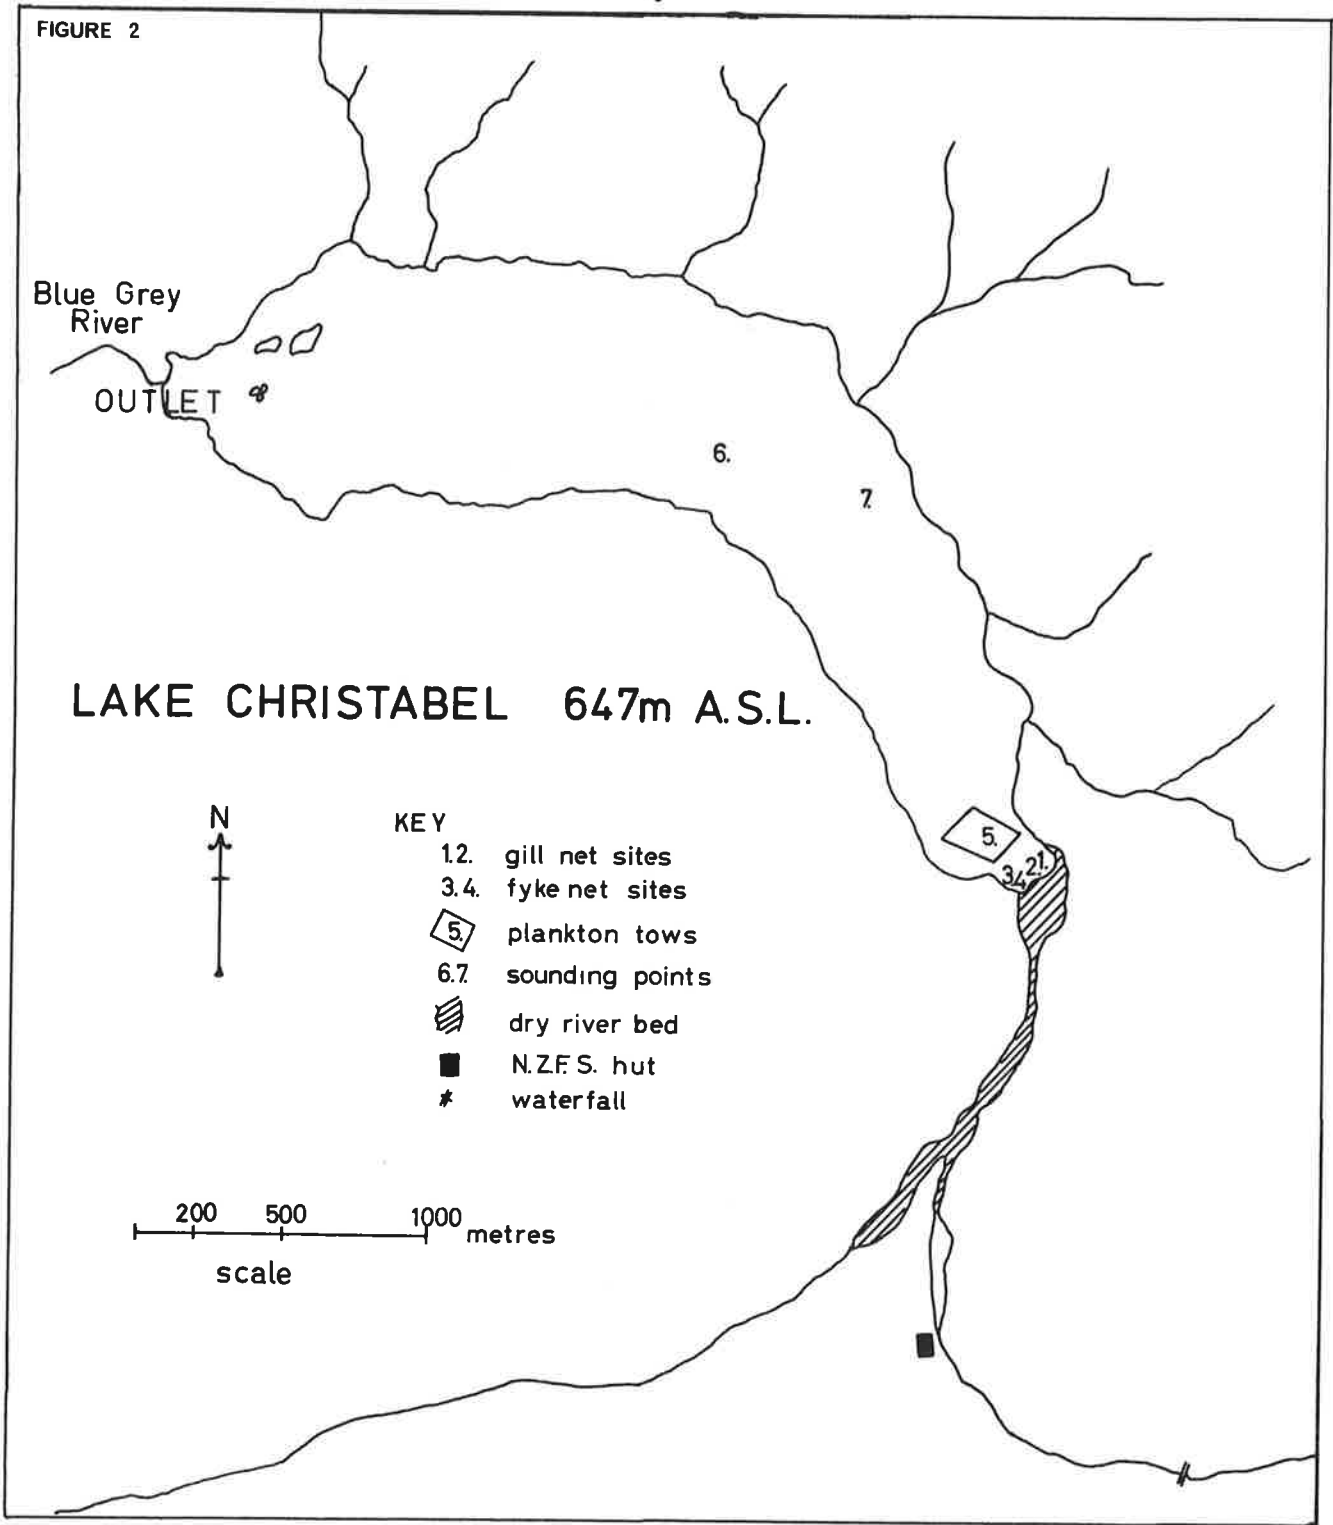 FIGURE 2
Blue Grey
River
OUTLET
6.
7.
LAKE CHRISTABEL 647m A.S.L.
5.
3.4. 2.1.
N
KEY
1.2. gill net sites
3.4. fyke net sites
5. plankton tows
6.7. sounding points
dry river bed
N.Z.F.S. hut
waterfall
200 500 1000 metres
scale